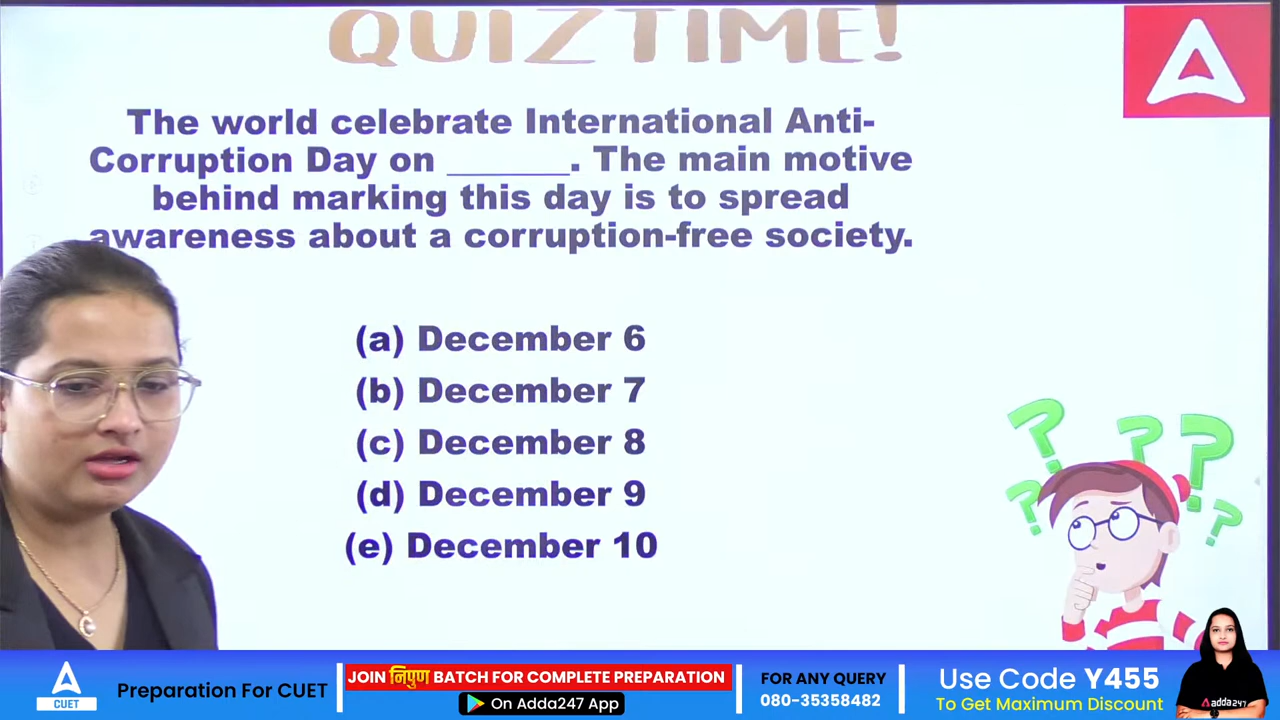 QUIZ TIME!
The world celebrate International Anti-
Corruption Day on _______. The main motive
behind marking this day is to spread
awareness about a corruption-free society.
(a) December 6
(b) December 7
(c) December 8
(d) December 9
(e) December 10
CUET
Preparation For CUET
JOIN निपुण BATCH FOR COMPLETE PREPARATION
On Adda247 App
FOR ANY QUERY
080-35358482
Use Code Y455
To Get Maximum Discount
adda247